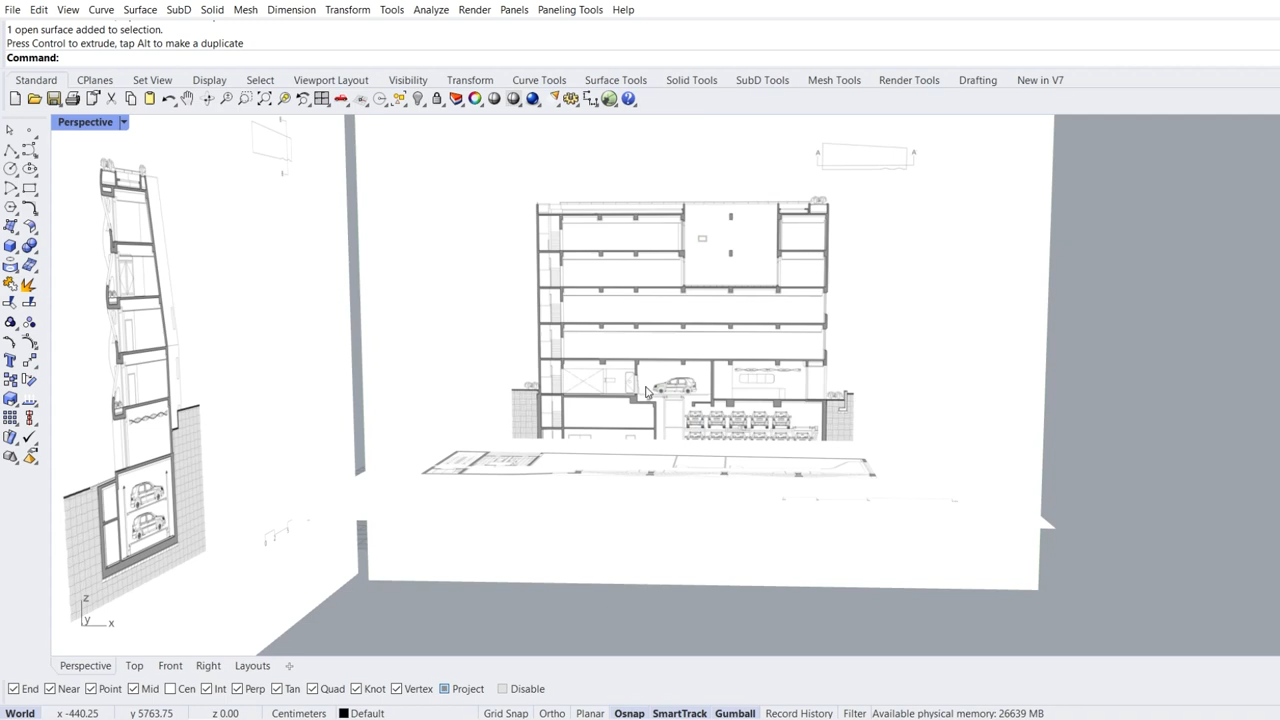 File Edit View Curve Surface SubD Solid Mesh Dimension Transform Tools Analyze Render Panels Paneling Tools Help
1 open surface added to selection.
Press Control to extrude, tap Alt to make a duplicate
Command:
Standard CPlanes Set View Display Select Viewport Layout Visibility Transform Curve Tools Surface Tools Solid Tools SubD Tools Mesh Tools Render Tools Drafting New in V7
Perspective
A A
z
y x
Perspective Top Front Right Layouts
End Near Point Mid Cen Int Perp Tan Quad Knot Vertex Project Disable
World x -440.25 y 5763.75 z 0.00 Centimeters Default Grid Snap Ortho Planar Osnap SmartTrack Gumball Record History Filter Available physical memory: 26639 MB